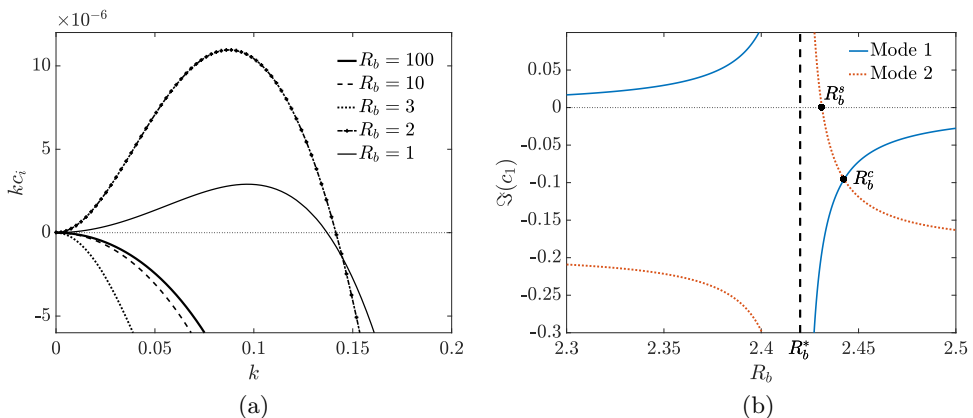 ×10⁻⁶
10
5
0
-5
kcᵢ
R_b = 100
R_b = 10
R_b = 3
R_b = 2
R_b = 1
0 0.05 0.1 0.15 0.2
k
(a)
0.05
0
-0.05
-0.1
-0.15
-0.2
-0.25
-0.3
ℑ(c₁)
Mode 1
Mode 2
R_b^s
R_b^c
2.3 2.35 2.4 2.45 2.5
R_b^*
R_b
(b)